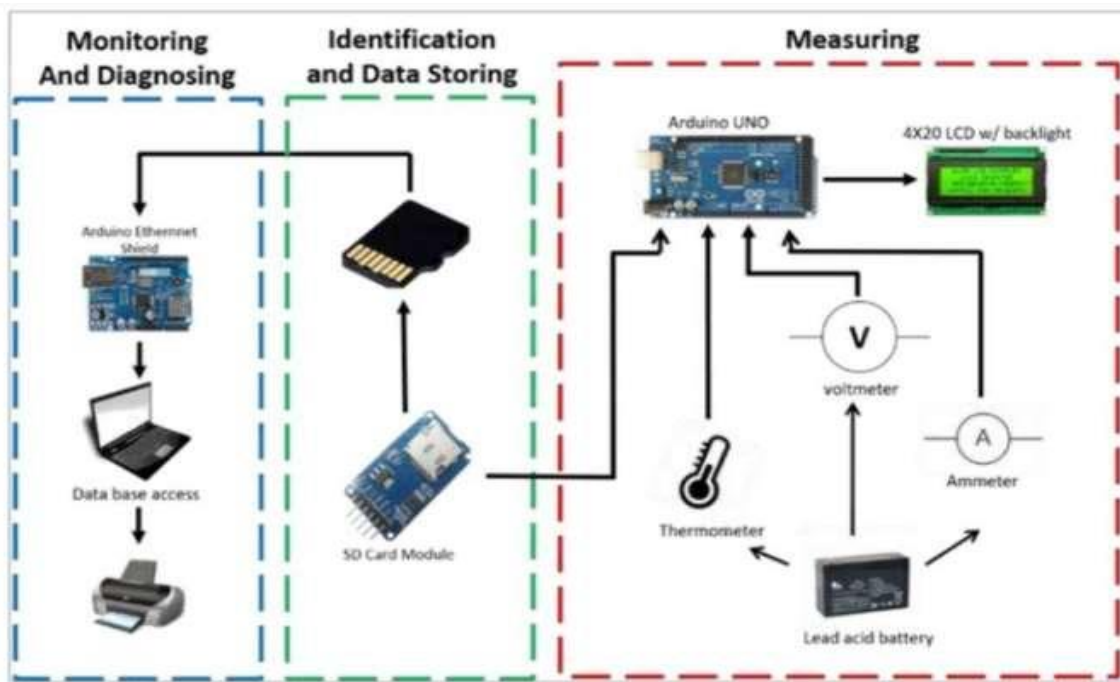 Monitoring
And Diagnosing
Identification
and Data Storing
Measuring
Arduino Ethernnet
Shield
Data base access
SD Card Module
Arduino UNO
4X20 LCD w/ backlight
V
voltmeter
A
Ammeter
Thermometer
Lead acid battery